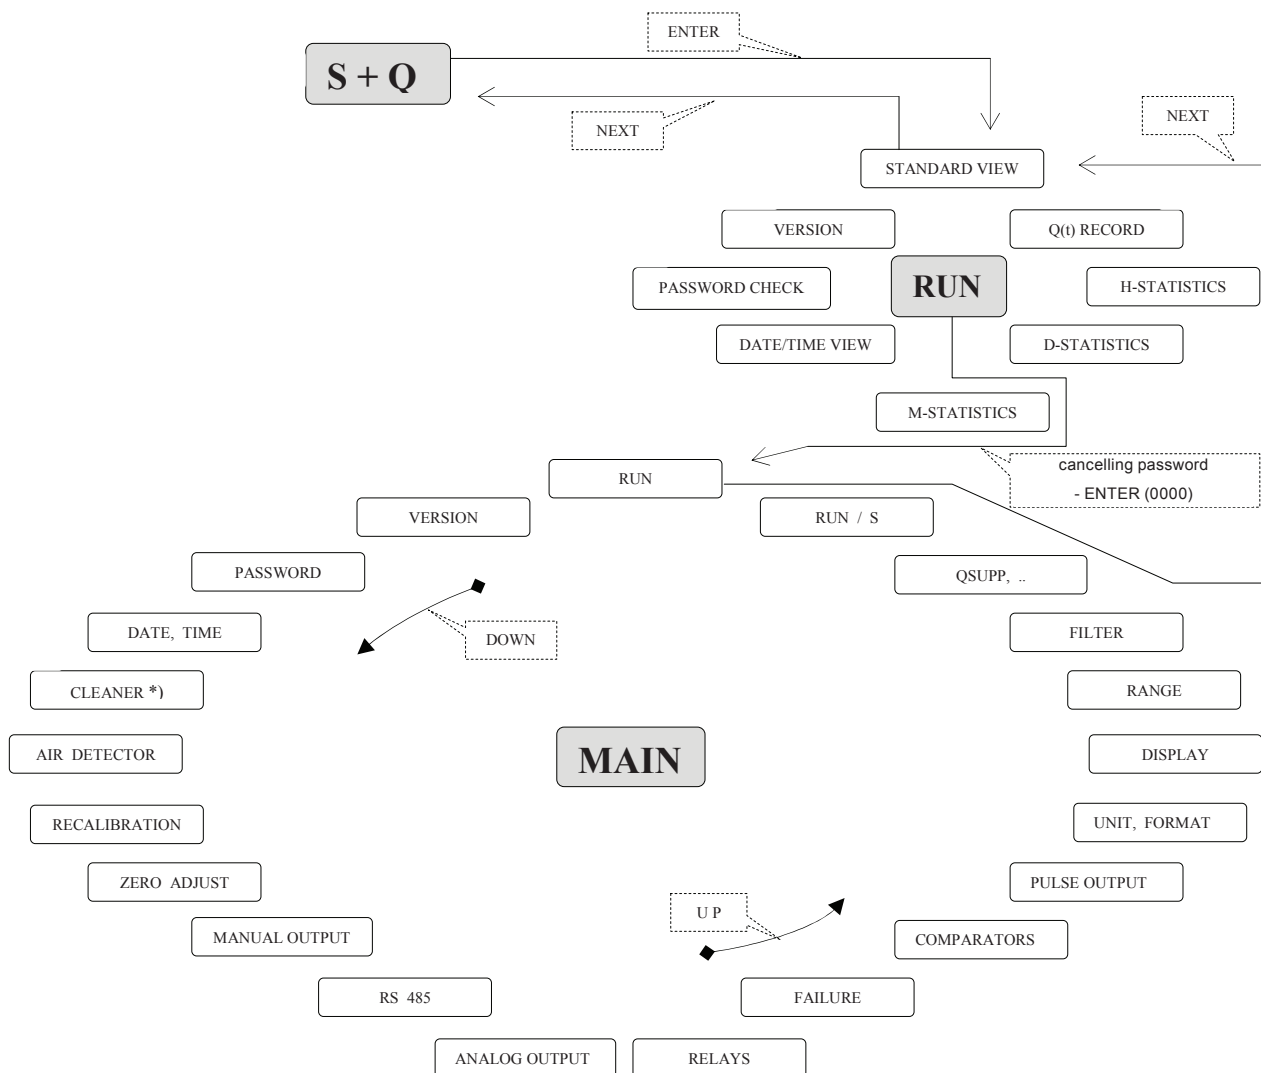 ENTER
S + Q
NEXT
NEXT
STANDARD VIEW
VERSION
Q(t) RECORD
PASSWORD CHECK
RUN
H-STATISTICS
DATE/TIME VIEW
D-STATISTICS
M-STATISTICS
cancelling password
- ENTER (0000)
RUN
VERSION
RUN / S
PASSWORD
QSUPP, ..
DATE, TIME
DOWN
FILTER
CLEANER *)
RANGE
AIR DETECTOR
MAIN
DISPLAY
RECALIBRATION
UNIT, FORMAT
ZERO ADJUST
PULSE OUTPUT
U P
MANUAL OUTPUT
COMPARATORS
RS 485
FAILURE
ANALOG OUTPUT
RELAYS